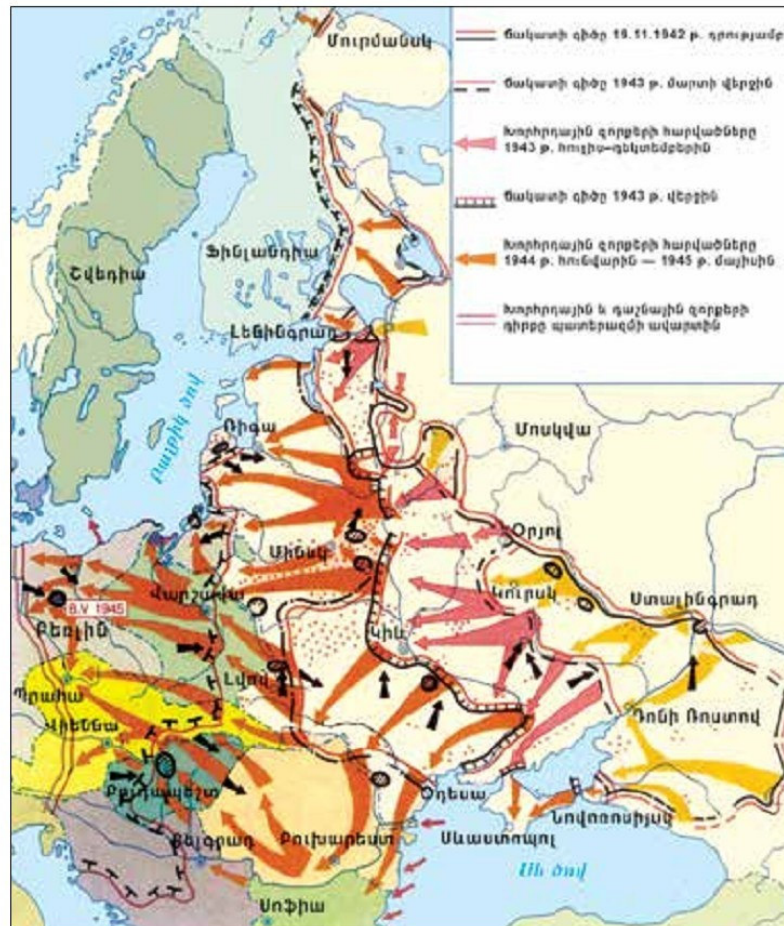 Մուրմանսկ
Ճակատի գիծը 19.11.1942 թ. դրությամբ
Ճակատի գիծը 1943 թ. մարտի վերջին
Խորհրդային զորքերի հարվածները
1943 թ. հուլիս–դեկտեմբերին
Ճակատի գիծը 1943 թ. վերջին
Խորհրդային զորքերի հարվածները
1944 թ. հունվարին — 1945 թ. մայիսին
Խորհրդային և դաշնային զորքերի
դիրքը պատերազմի ավարտին
Ֆինլանդիա
Շվեդիա
Լենինգրադ
Բալթիկ ծով
Ռիգա
Մոսկվա
Օրյոլ
Մինսկ
Կուրսկ
Ստալինգրադ
Վարշավա
8.V 1945
Բեռլին
Կիև
Լվով
Պրահա
Վիեննա
Դոնի Ռոստով
Բուդապեշտ
Օդեսա
Նովոռոսիյսկ
Բելգրադ
Բուխարեստ
Սևաստոպոլ
Սև ծով
Սոֆիա